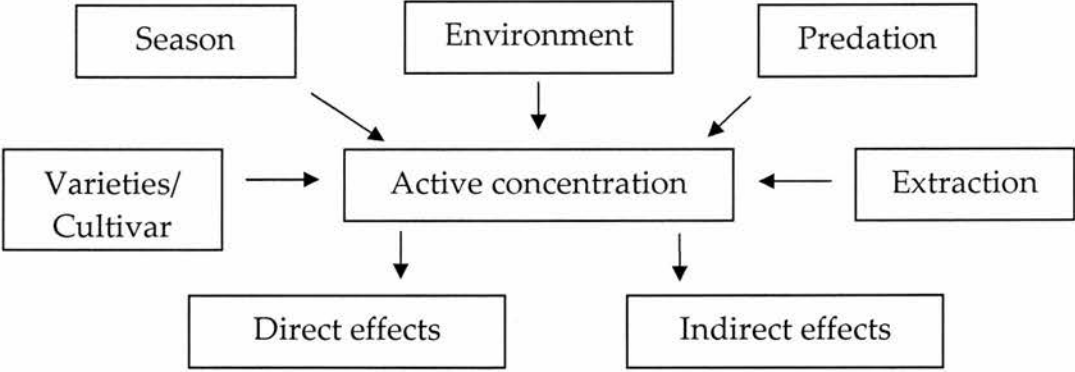 Season
Environment
Predation
Varieties/
Cultivar
Active concentration
Extraction
Direct effects
Indirect effects